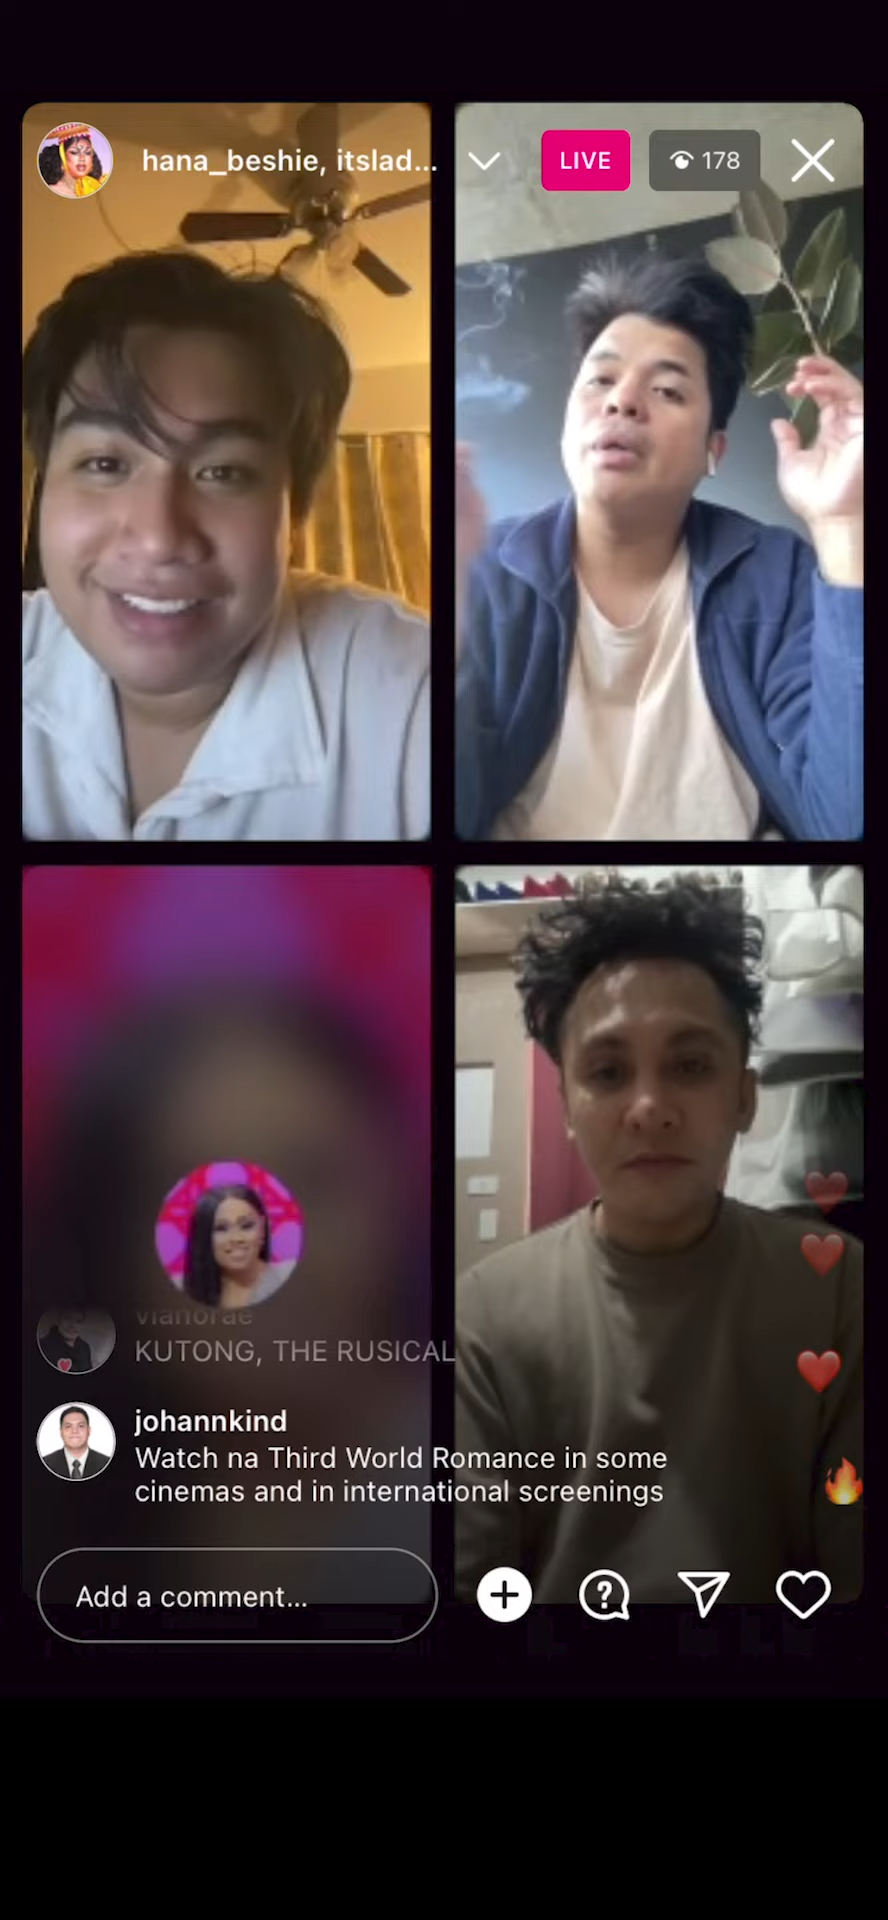 hana_beshie, itslad...
LIVE
178
vianorae
KUTONG, THE RUSICAL
johannkind
Watch na Third World Romance in some
cinemas and in international screenings
Add a comment...